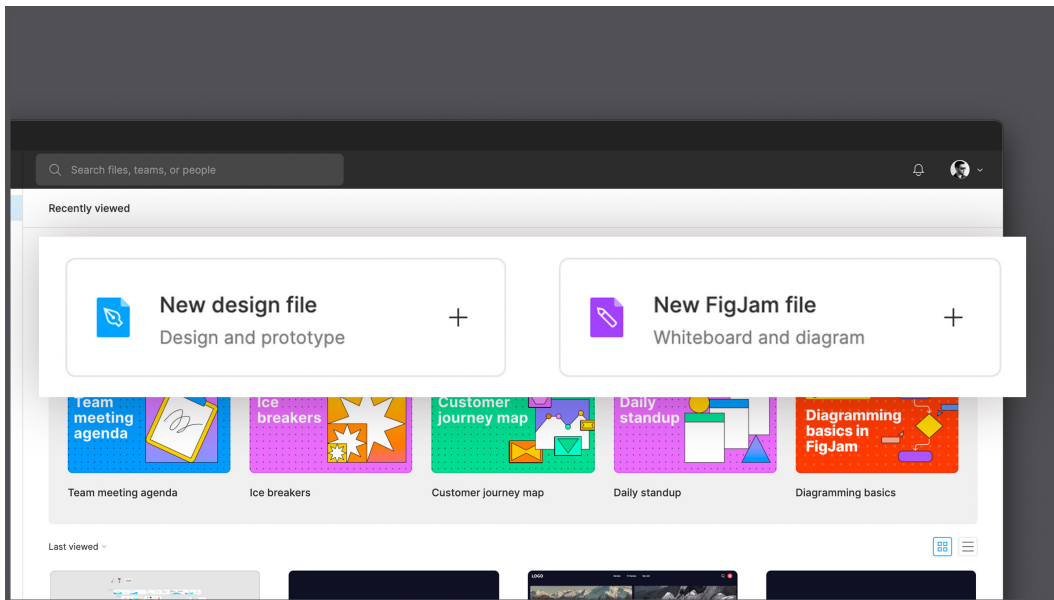 Search files, teams, or people
Recently viewed
New design file
Design and prototype
New FigJam file
Whiteboard and diagram
Team
meeting
agenda
Ice
breakers
Customer
journey map
Daily
standup
Diagramming
basics in
FigJam
Team meeting agenda
Ice breakers
Customer journey map
Daily standup
Diagramming basics
Last viewed
LOGO